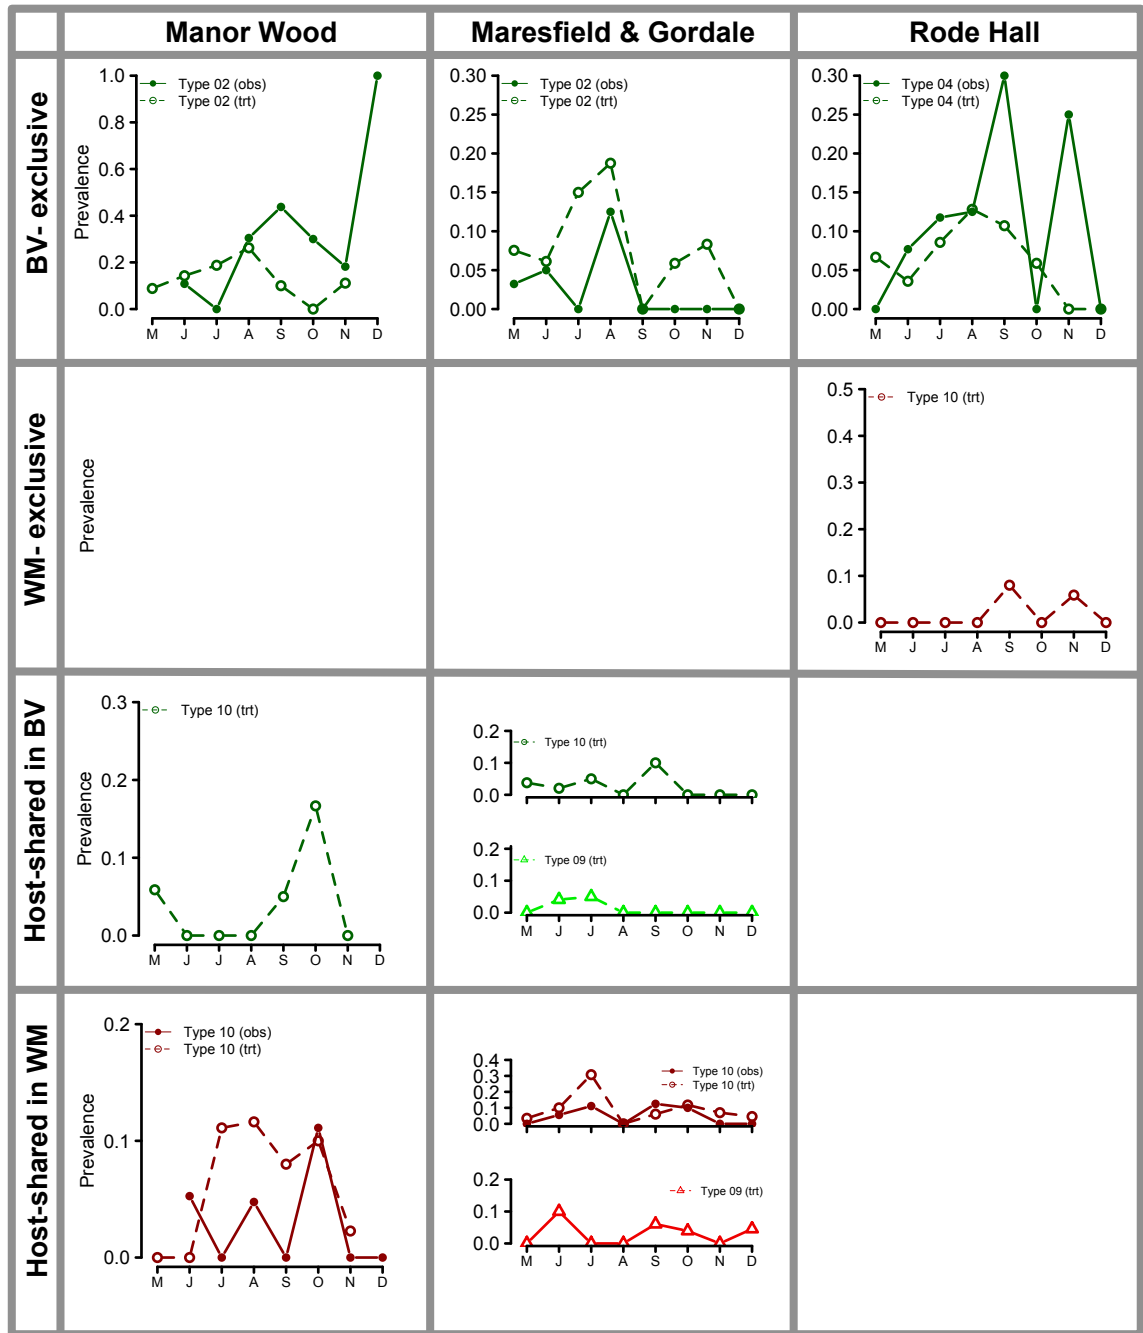 Manor Wood
Maresfield & Gordale
Rode Hall
BV- exclusive
Prevalence
1.0
0.8
0.6
0.4
0.2
0.0
Type 02 (obs)
Type 02 (trt)
M J J A S O N D
0.30
0.25
0.20
0.15
0.10
0.05
0.00
Type 02 (obs)
Type 02 (trt)
M J J A S O N D
0.30
0.25
0.20
0.15
0.10
0.05
0.00
Type 04 (obs)
Type 04 (trt)
M J J A S O N D
WM- exclusive
Prevalence
0.5
0.4
0.3
0.2
0.1
0.0
Type 10 (trt)
M J J A S O N D
Host-shared in BV
Prevalence
0.3
0.2
0.1
0.0
Type 10 (trt)
M J J A S O N D
0.2
0.1
0.0
Type 10 (trt)
0.2
0.1
0.0
Type 09 (trt)
M J J A S O N D
Host-shared in WM
Prevalence
0.2
0.1
0.0
Type 10 (obs)
Type 10 (trt)
M J J A S O N D
0.4
0.3
0.2
0.1
0.0
Type 10 (obs)
Type 10 (trt)
0.2
0.1
0.0
Type 09 (trt)
M J J A S O N D